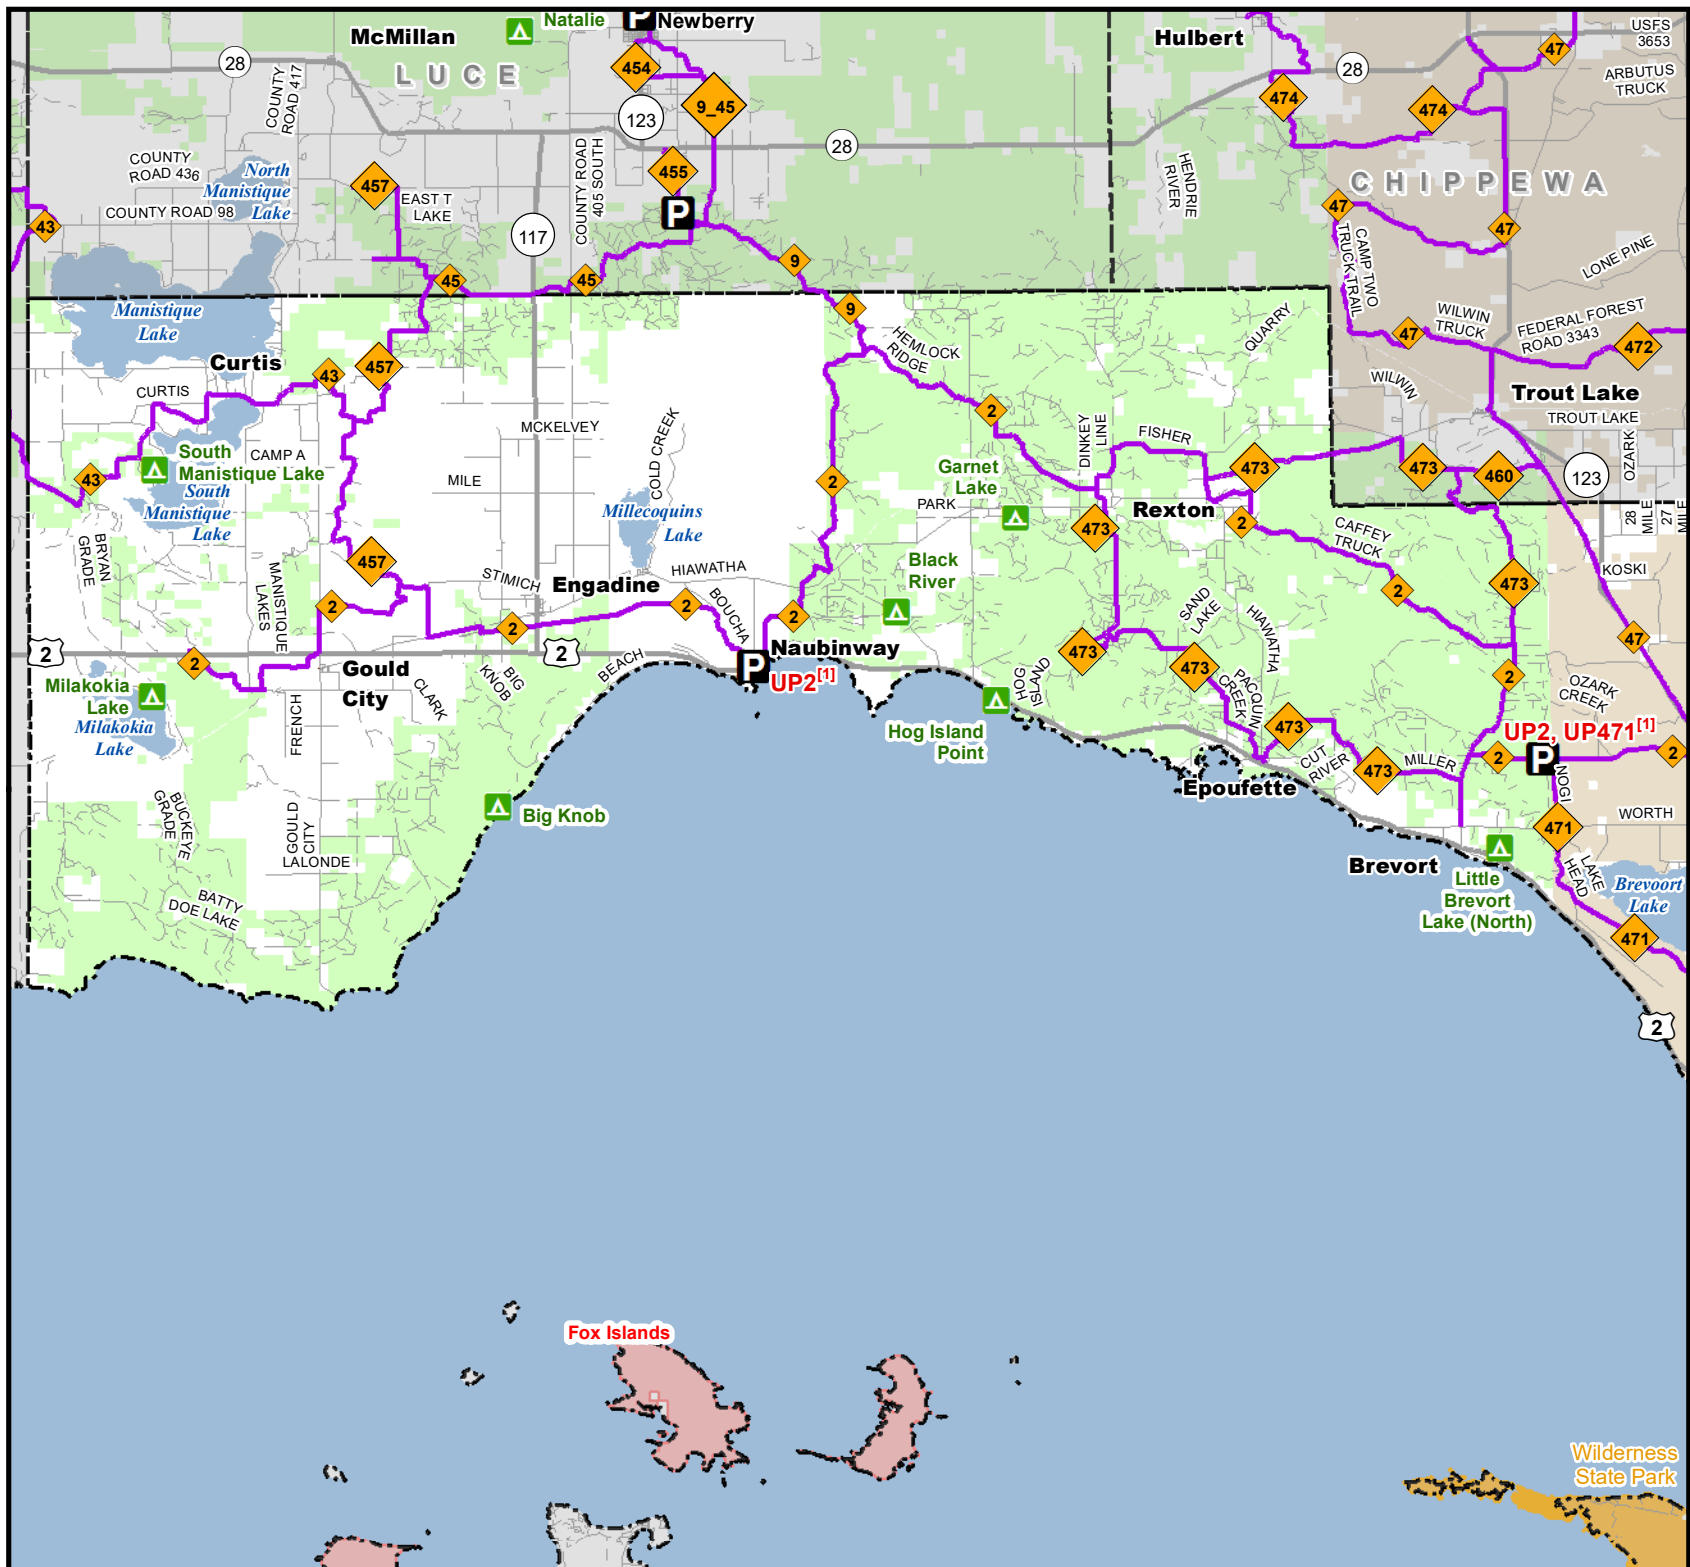 Natalie
P
Newberry
McMillan
Hulbert
USFS
3653
47
28
454
28
ARBUTUS
TRUCK
LUCE
COUNTY
ROAD 417
9_45
474
474
123
28
COUNTY
ROAD 436
North
Manistique
Lake
457
EAST T
LAKE
COUNTY ROAD
405 SOUTH
455
P
HENDRIE
RIVER
CHIPPEWA
COUNTY ROAD 98
43
117
47
47
CAMP TWO
TRUCK TRAIL
LONE PINE
45
45
9
9
Manistique
Lake
HEMLOCK
RIDGE
QUARRY
47
WILWIN
TRUCK
FEDERAL FOREST
ROAD 3343
472
Curtis
43
457
CURTIS
WILWIN
Trout Lake
TROUT LAKE
2
MCKELVEY
COLD CREEK
DINKEY
LINE
FISHER
OZARK
South
Manistique Lake
CAMP A
43
South
Manistique
Lake
MILE
2
Garnet
Lake
473
473
460
123
Millecoquins
Lake
PARK
Rexton
473
2
CAFFEY
TRUCK
28
MILE
27
MILE
BRYAN
GRADE
MANISTIQUE
LAKES
457
STIMICH
Engadine
HIAWATHA
Black
River
2
473
KOSKI
2
2
2
BOUCHA
2
SAND
LAKE
HIAWATHA
47
2
2
Gould
City
2
BIG
KNOB
BEACH
P
Naubinway
UP2[1]
473
473
2
Milakokia
Lake
Milakokia
Lake
CLARK
FRENCH
HOG
ISLAND
Hog Island
Point
PACQUIN
CREEK
473
OZARK
CREEK
UP2, UP471[1]
CUT
RIVER
473
MILLER
2
P
2
Epoufette
NOGI
BUCKEYE
GRADE
GOULD
CITY
Big Knob
471
WORTH
LALONDE
Brevort
LAKE
HEAD
Little
Brevort
Lake (North)
Brevoort
Lake
BATTY
DOE LAKE
471
2
Fox Islands
Wilderness
State Park